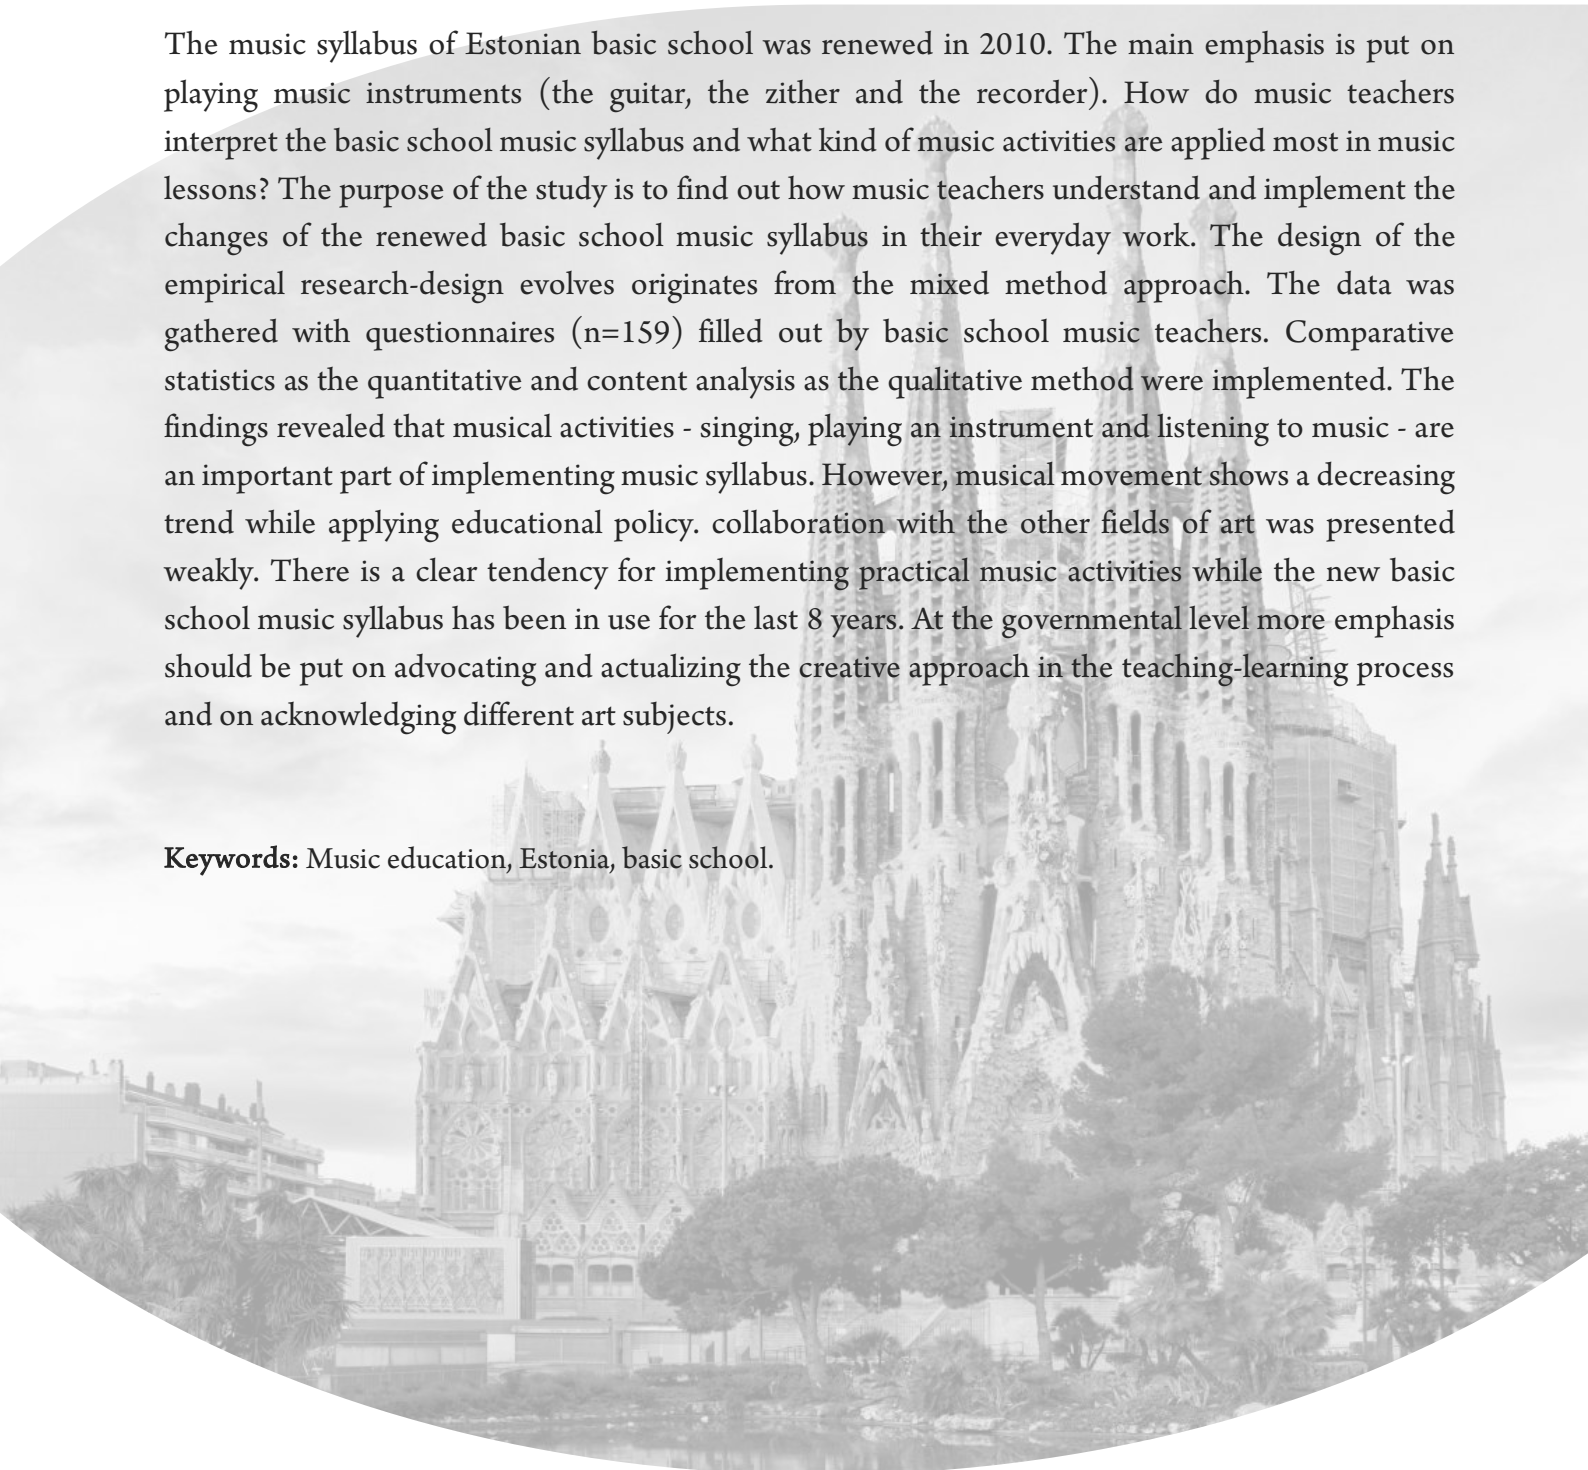 The music syllabus of Estonian basic school was renewed in 2010. The main emphasis is put on
playing music instruments (the guitar, the zither and the recorder). How do music teachers
interpret the basic school music syllabus and what kind of music activities are applied most in music
lessons? The purpose of the study is to find out how music teachers understand and implement the
changes of the renewed basic school music syllabus in their everyday work. The design of the
empirical research-design evolves originates from the mixed method approach. The data was
gathered with questionnaires (n=159) filled out by basic school music teachers. Comparative
statistics as the quantitative and content analysis as the qualitative method were implemented. The
findings revealed that musical activities - singing, playing an instrument and listening to music - are
an important part of implementing music syllabus. However, musical movement shows a decreasing
trend while applying educational policy. collaboration with the other fields of art was presented
weakly. There is a clear tendency for implementing practical music activities while the new basic
school music syllabus has been in use for the last 8 years. At the governmental level more emphasis
should be put on advocating and actualizing the creative approach in the teaching-learning process
and on acknowledging different art subjects.
Keywords: Music education, Estonia, basic school.